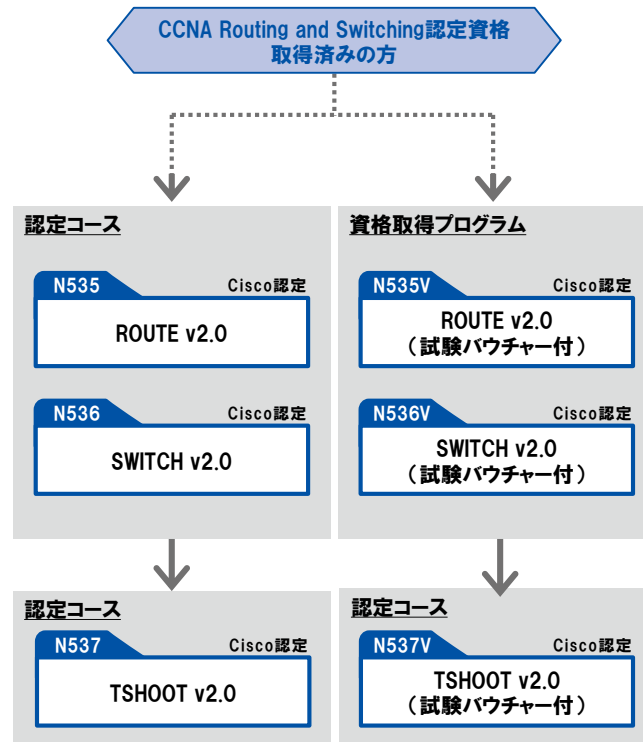 CCNA Routing and Switching認定資格
取得済みの方
認定コース
N535
Cisco認定
ROUTE v2.0
N536
Cisco認定
SWITCH v2.0
資格取得プログラム
N535V
Cisco認定
ROUTE v2.0
（試験バウチャー付）
N536V
Cisco認定
SWITCH v2.0
（試験バウチャー付）
認定コース
N537
Cisco認定
TSHOOT v2.0
認定コース
N537V
Cisco認定
TSHOOT v2.0
（試験バウチャー付）